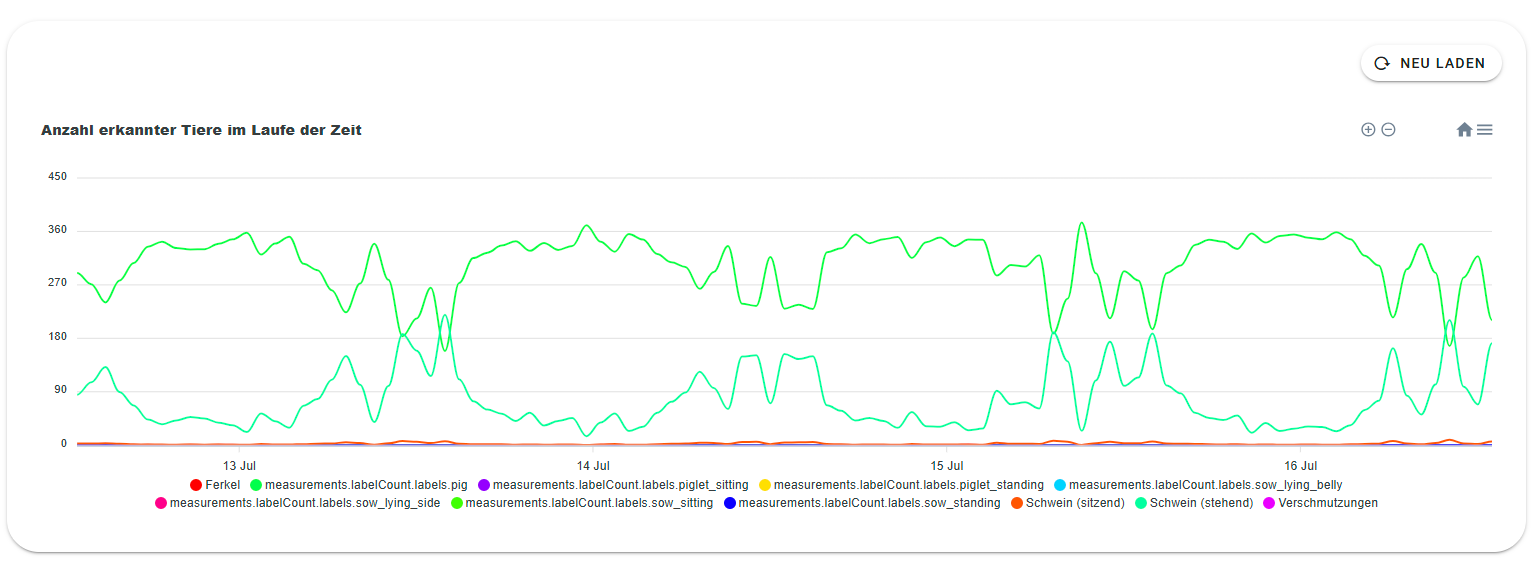 NEU LADEN
Anzahl erkannter Tiere im Laufe der Zeit
450
360
270
180
90
0
13 Jul 14 Jul 15 Jul 16 Jul
Ferkel measurements.labelCount.labels.pig measurements.labelCount.labels.piglet_sitting measurements.labelCount.labels.piglet_standing measurements.labelCount.labels.sow_lying_belly
measurements.labelCount.labels.sow_lying_side measurements.labelCount.labels.sow_sitting measurements.labelCount.labels.sow_standing Schwein (sitzend) Schwein (stehend) Verschmutzungen